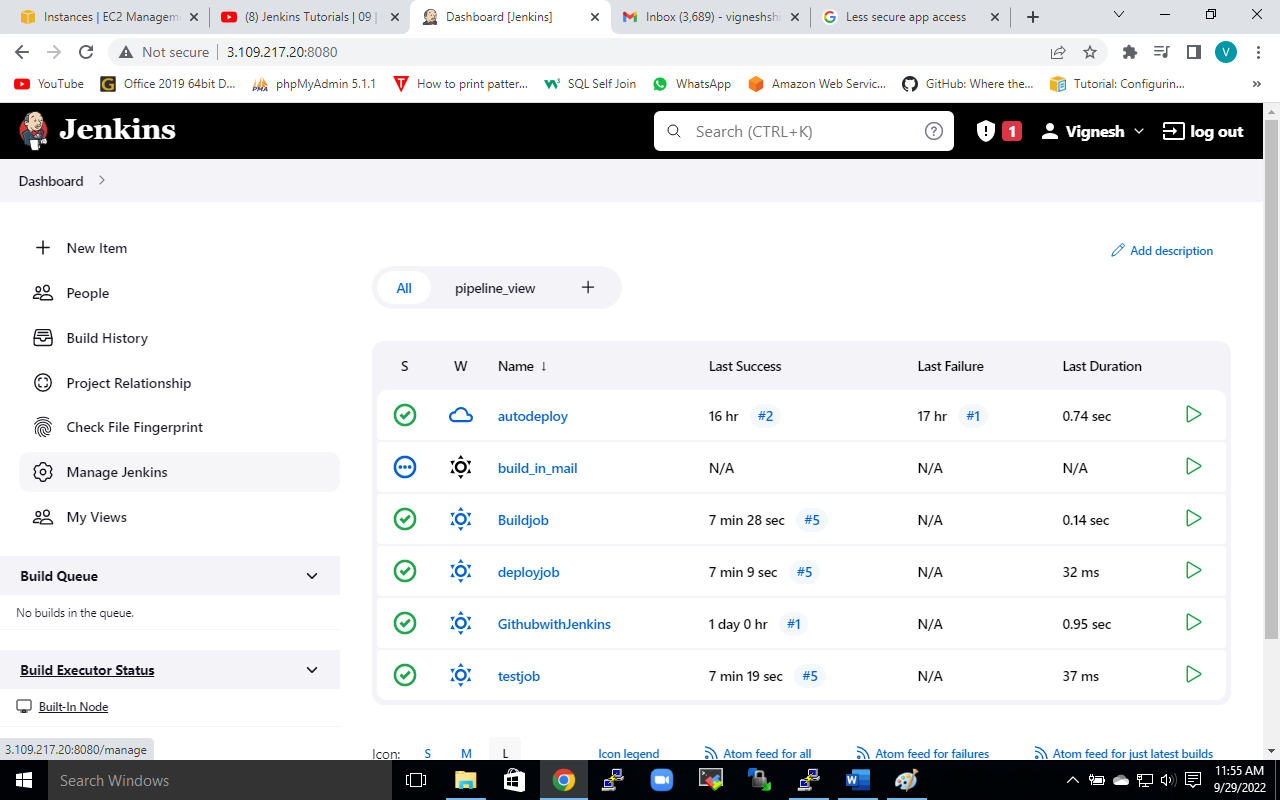 Instances | EC2 Managem
(8) Jenkins Tutorials | 09 |
Dashboard [Jenkins]
Inbox (3,689) - vigneshshi
Less secure app access
Not secure
3.109.217.20:8080
V
YouTube
Office 2019 64bit D...
phpMyAdmin 5.1.1
How to print patter...
SQL Self Join
WhatsApp
Amazon Web Servic...
GitHub: Where the...
Tutorial: Configurin...
»
Jenkins
Search (CTRL+K)
1
Vignesh
log out
Dashboard
New Item
People
Build History
Project Relationship
Check File Fingerprint
Manage Jenkins
My Views
Build Queue
No builds in the queue.
Build Executor Status
Built-In Node
3.109.217.20:8080/manage
Add description
All
pipeline_view
S W Name ↓ Last Success Last Failure Last Duration
autodeploy 16 hr #2 17 hr #1 0.74 sec
build_in_mail N/A N/A N/A
Buildjob 7 min 28 sec #5 N/A 0.14 sec
deployjob 7 min 9 sec #5 N/A 32 ms
GithubwithJenkins 1 day 0 hr #1 N/A 0.95 sec
testjob 7 min 19 sec #5 N/A 37 ms
Icon: S M L
Icon legend
Atom feed for all
Atom feed for failures
Atom feed for just latest builds
Search Windows
11:55 AM
9/29/2022